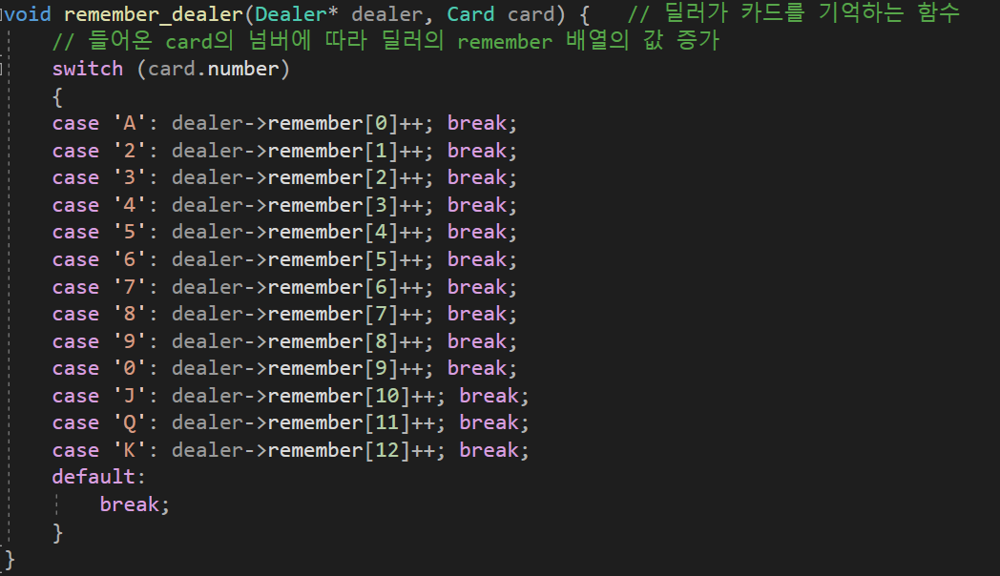 void remember_dealer(Dealer* dealer, Card card) {   // 딜러가 카드를 기억하는 함수
    // 들어온 card의 넘버에 따라 딜러의 remember 배열의 값 증가
    switch (card.number)
    {
    case 'A': dealer->remember[0]++; break;
    case '2': dealer->remember[1]++; break;
    case '3': dealer->remember[2]++; break;
    case '4': dealer->remember[3]++; break;
    case '5': dealer->remember[4]++; break;
    case '6': dealer->remember[5]++; break;
    case '7': dealer->remember[6]++; break;
    case '8': dealer->remember[7]++; break;
    case '9': dealer->remember[8]++; break;
    case '0': dealer->remember[9]++; break;
    case 'J': dealer->remember[10]++; break;
    case 'Q': dealer->remember[11]++; break;
    case 'K': dealer->remember[12]++; break;
    default:
        break;
    }
}